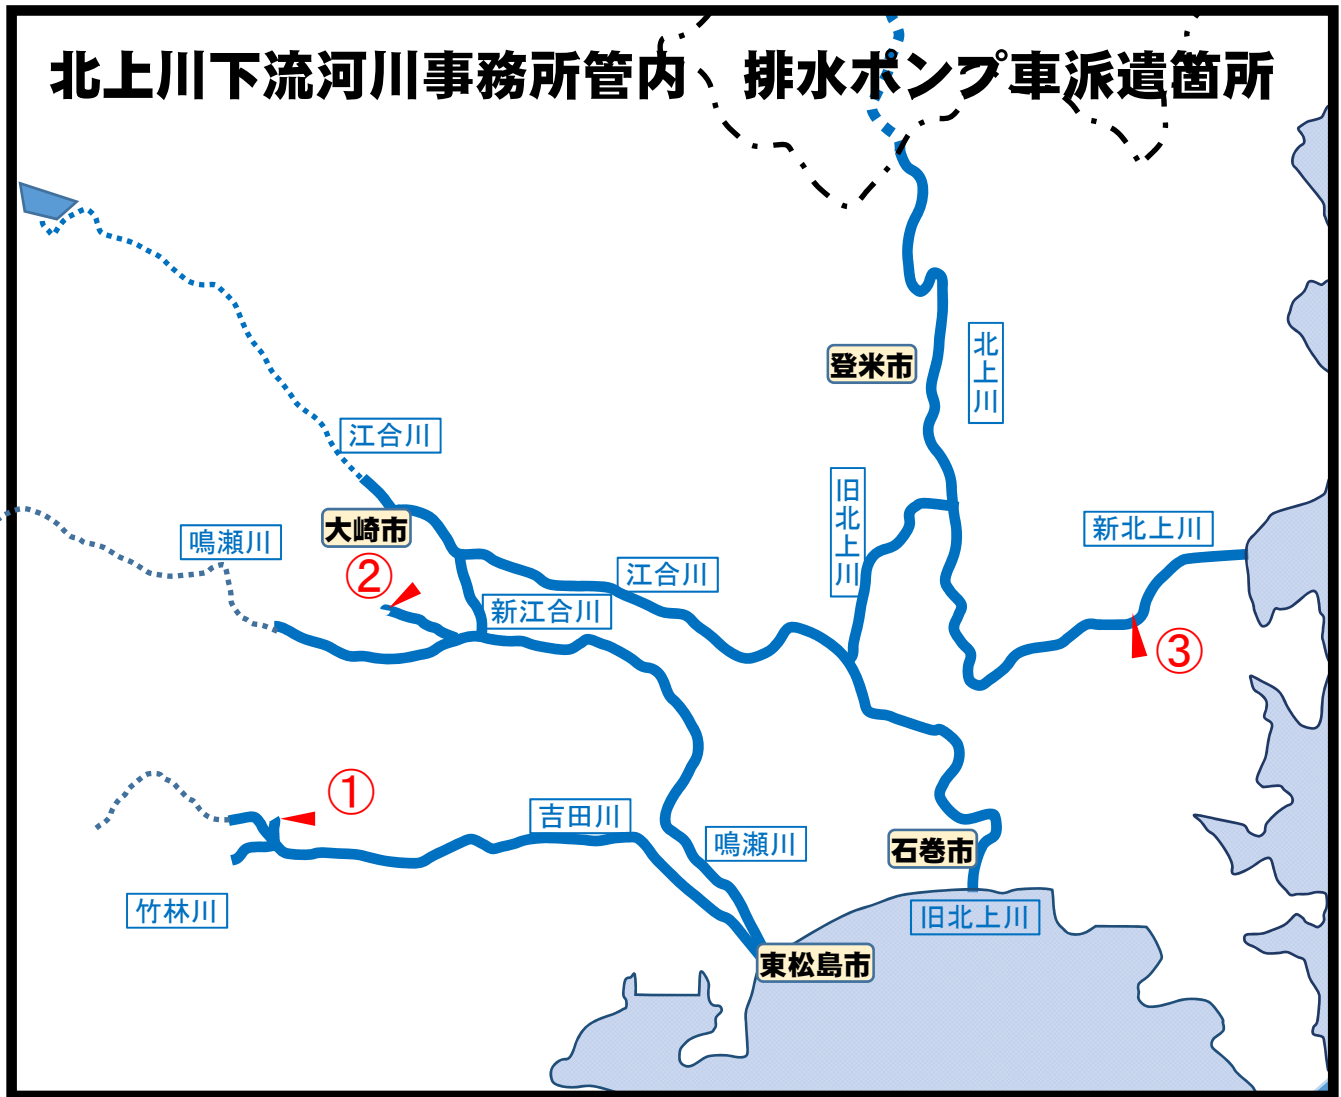 北上川下流河川事務所管内　排水ポンプ車派遣箇所
登米市
北上川
江合川
旧北上川
新北上川
大崎市
鳴瀬川
②
江合川
新江合川
③
①
吉田川
鳴瀬川
石巻市
竹林川
旧北上川
東松島市